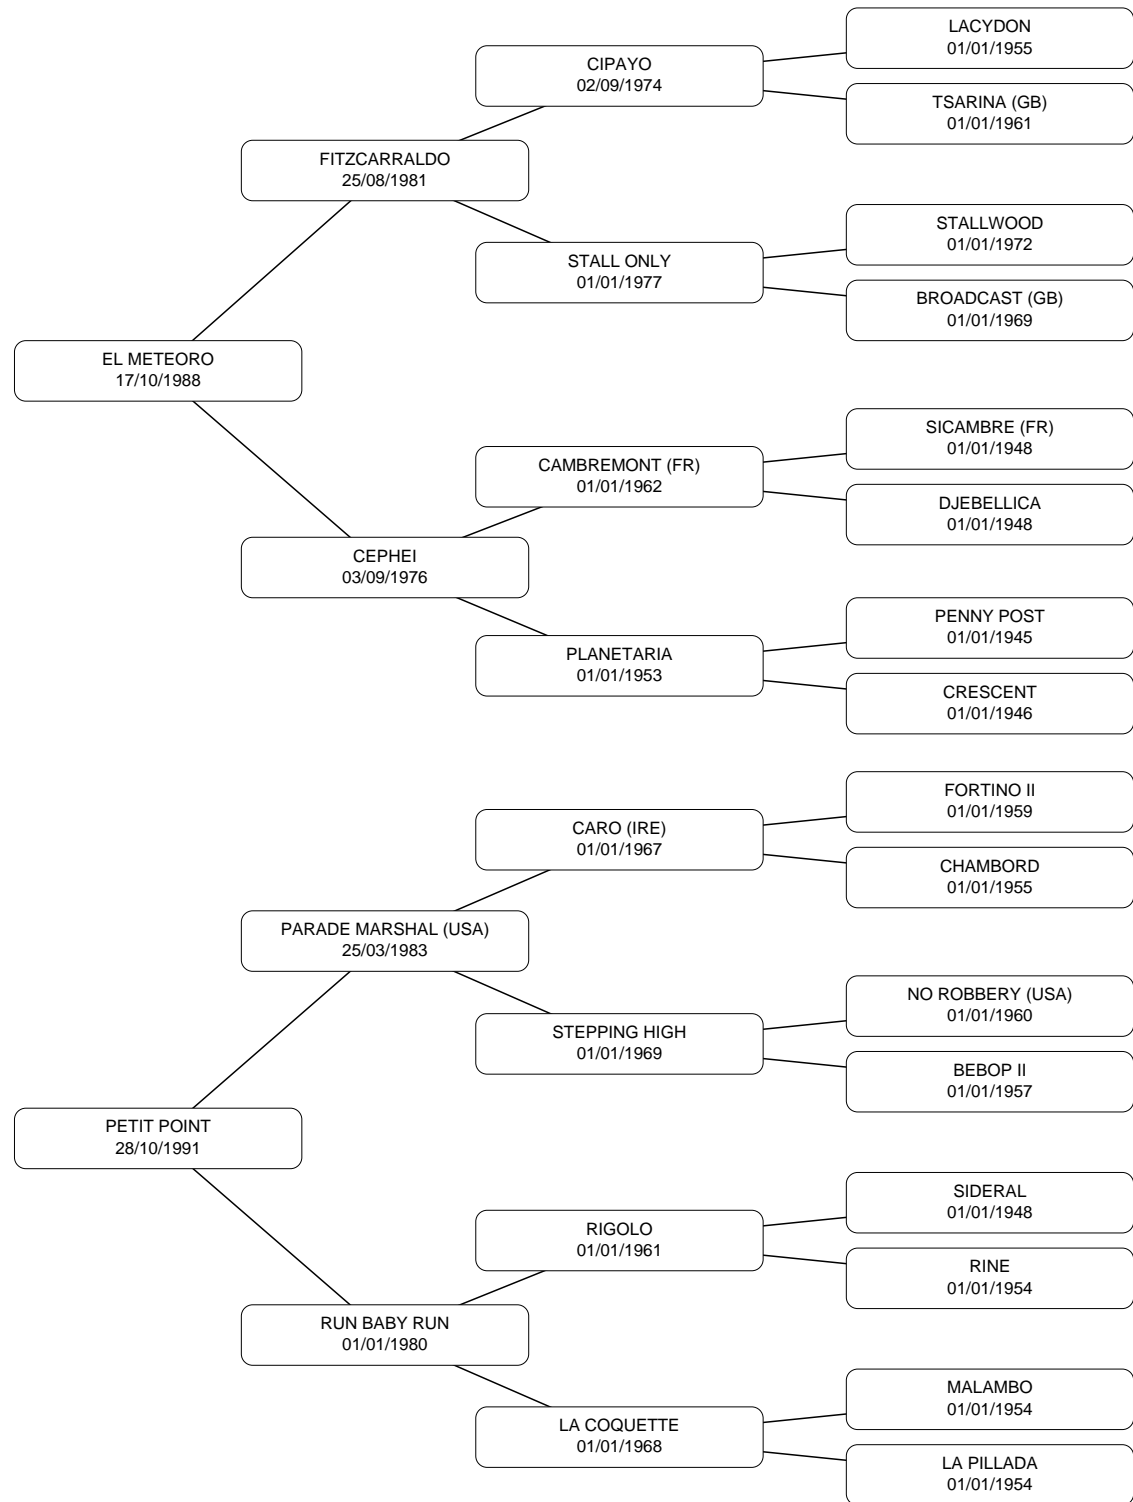 LACYDON
01/01/1955
CIPAYO
02/09/1974
TSARINA (GB)
01/01/1961
FITZCARRALDO
25/08/1981
STALLWOOD
01/01/1972
STALL ONLY
01/01/1977
BROADCAST (GB)
01/01/1969
EL METEORO
17/10/1988
SICAMBRE (FR)
01/01/1948
CAMBREMONT (FR)
01/01/1962
DJEBELLICA
01/01/1948
CEPHEI
03/09/1976
PENNY POST
01/01/1945
PLANETARIA
01/01/1953
CRESCENT
01/01/1946
FORTINO II
01/01/1959
CARO (IRE)
01/01/1967
CHAMBORD
01/01/1955
PARADE MARSHAL (USA)
25/03/1983
NO ROBBERY (USA)
01/01/1960
STEPPING HIGH
01/01/1969
BEBOP II
01/01/1957
PETIT POINT
28/10/1991
SIDERAL
01/01/1948
RIGOLO
01/01/1961
RINE
01/01/1954
RUN BABY RUN
01/01/1980
MALAMBO
01/01/1954
LA COQUETTE
01/01/1968
LA PILLADA
01/01/1954